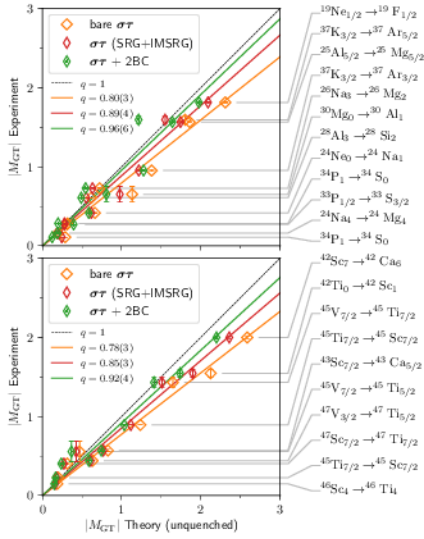 3
2
1
0
|M_GT| Experiment
bare στ
στ (SRG+IMSRG)
στ + 2BC
q = 1
q = 0.80(3)
q = 0.89(4)
q = 0.96(6)
¹⁹Ne₁/₂→¹⁹F₁/₂
³⁷K₃/₂→³⁷Ar₅/₂
²⁵Al₅/₂→²⁵Mg₅/₂
³⁷K₃/₂→³⁷Ar₃/₂
²⁶Na₃→²⁶Mg₂
³⁰Mg₀→³⁰Al₁
²⁸Al₃→²⁸Si₂
²⁴Ne₀→²⁴Na₁
³⁴P₁→³⁴S₀
³³P₁/₂→³³S₃/₂
²⁴Na₄→²⁴Mg₄
³⁴P₁→³⁴S₀
3
2
1
0
|M_GT| Experiment
bare στ
στ (SRG+IMSRG)
στ + 2BC
q = 1
q = 0.78(3)
q = 0.85(3)
q = 0.92(4)
0 1 2 3
|M_GT| Theory (unquenched)
⁴²Sc₇→⁴²Ca₆
⁴²Ti₀→⁴²Sc₁
⁴⁵V₇/₂→⁴⁵Ti₇/₂
⁴⁵Ti₇/₂→⁴⁵Sc₇/₂
⁴³Sc₇/₂→⁴³Ca₅/₂
⁴⁵V₇/₂→⁴⁵Ti₅/₂
⁴⁷V₃/₂→⁴⁷Ti₅/₂
⁴⁷Sc₇/₂→⁴⁷Ti₇/₂
⁴⁵Ti₇/₂→⁴⁵Sc₇/₂
⁴⁶Sc₄→⁴⁶Ti₄